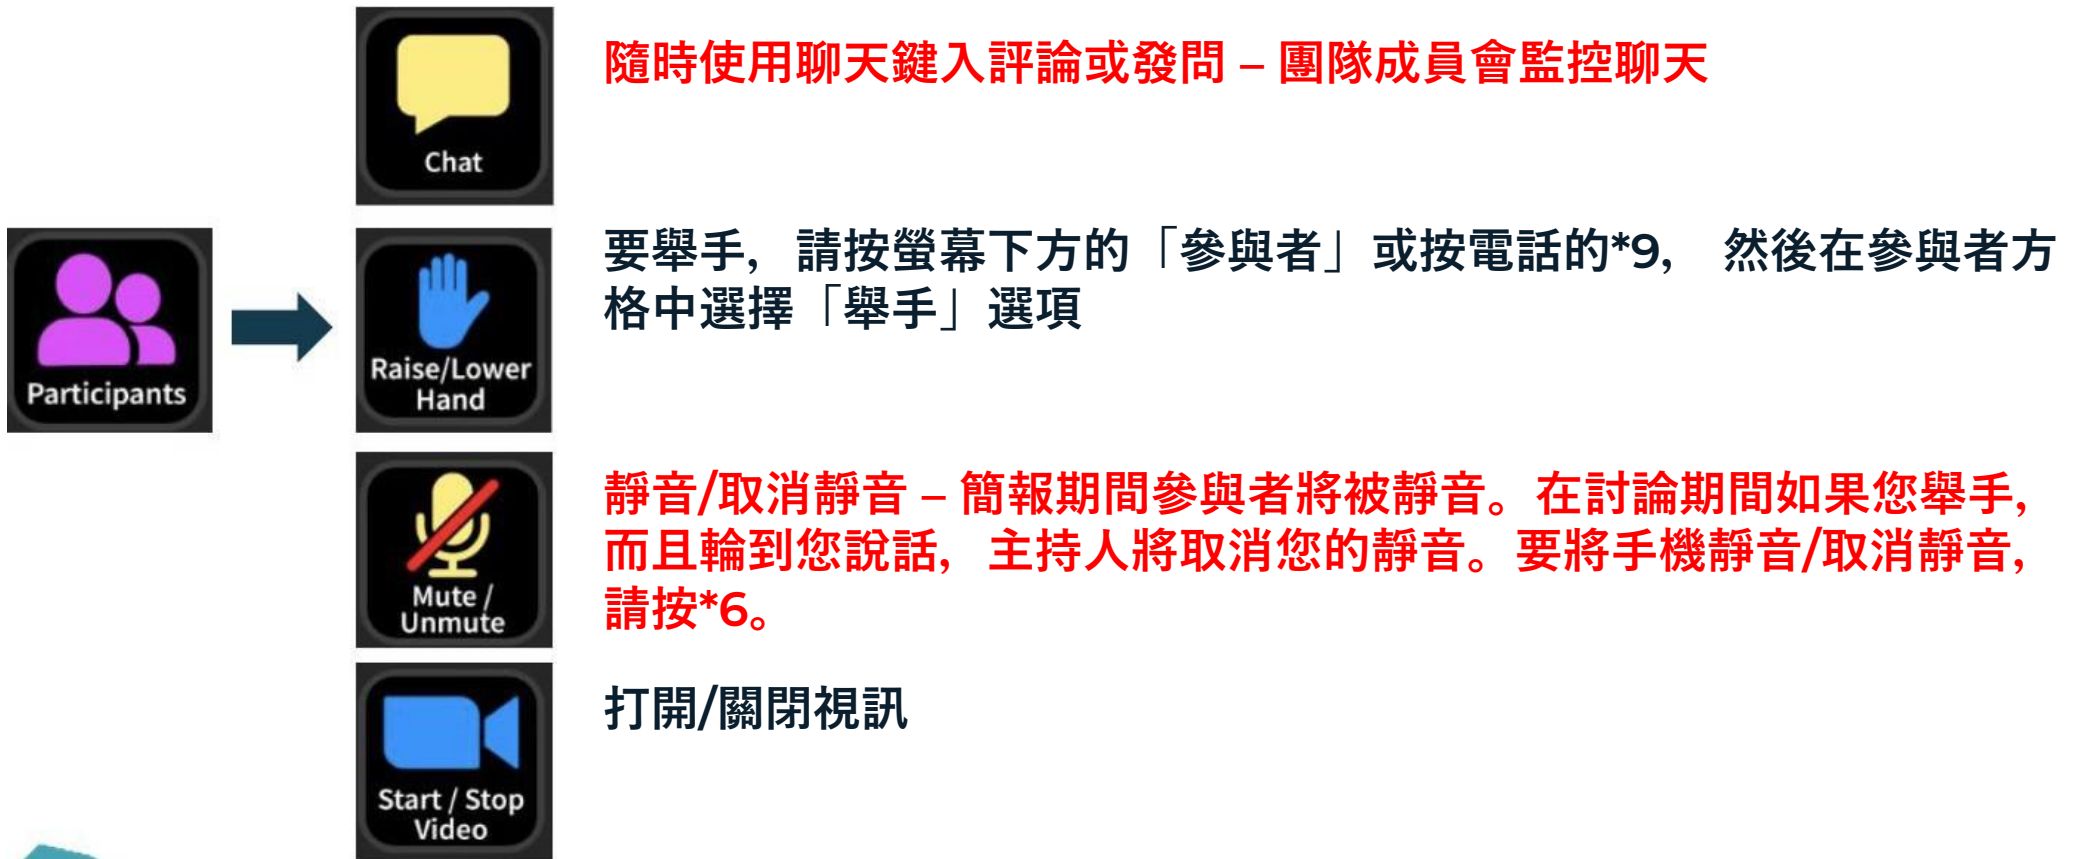 Chat
隨時使用聊天鍵入評論或發問 – 團隊成員會監控聊天
Participants
Raise/Lower
Hand
要舉手，請按螢幕下方的「參與者」或按電話的*9， 然後在參與者方
格中選擇「舉手」選項
Mute /
Unmute
靜音/取消靜音 – 簡報期間參與者將被靜音。在討論期間如果您舉手，
而且輪到您說話，主持人將取消您的靜音。要將手機靜音/取消靜音，
請按*6。
Start / Stop
Video
打開/關閉視訊